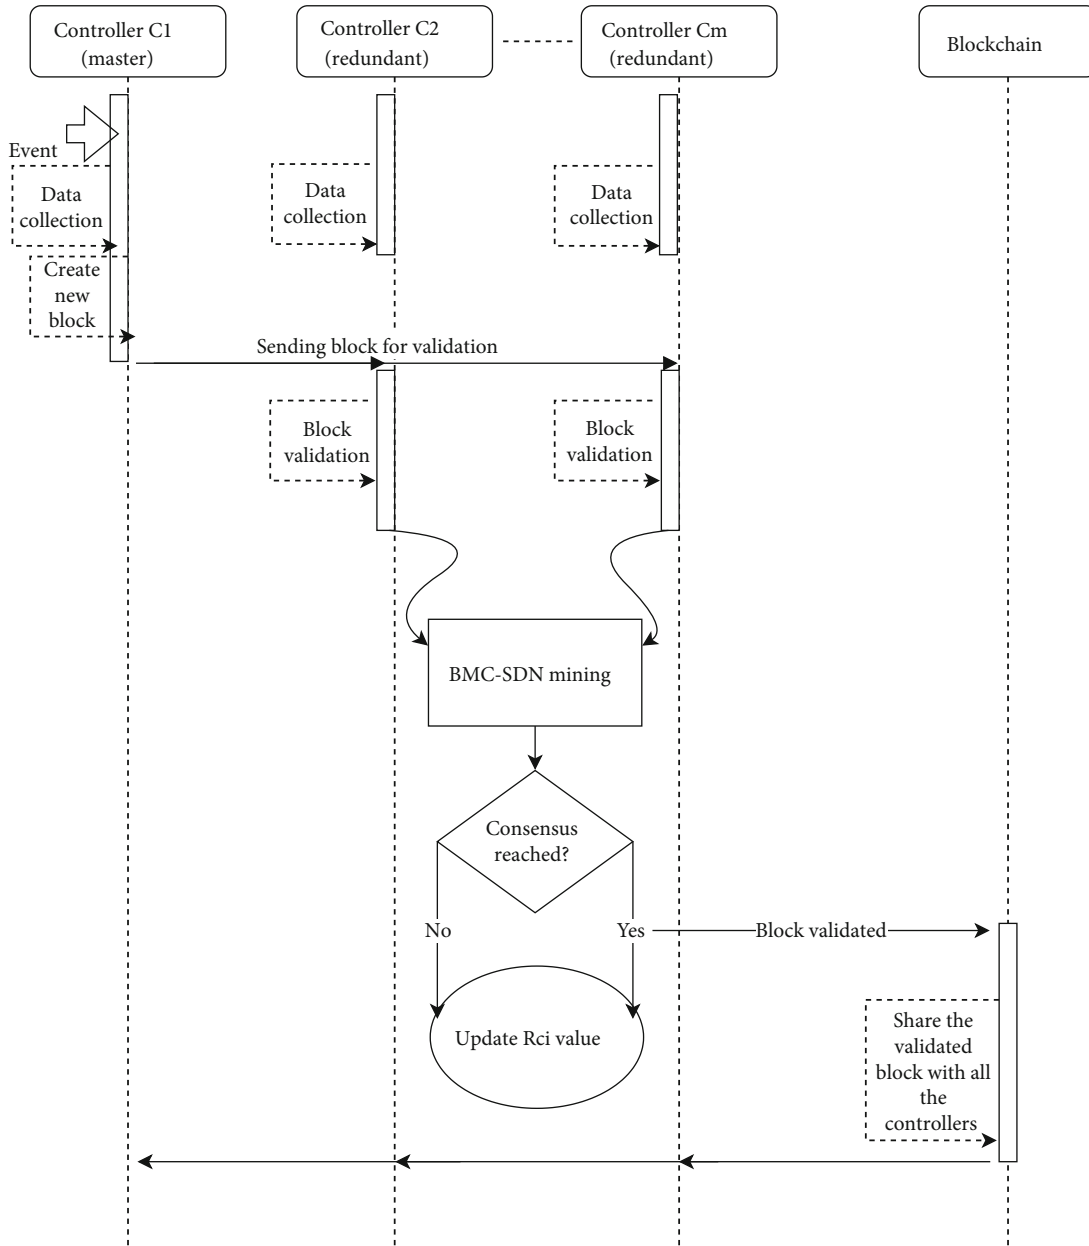 Controller C1
(master)
Controller C2
(redundant)
Controller Cm
(redundant)
Blockchain
Event
Data
collection
Data
collection
Data
collection
Create
new
block
Sending block for validation
Block
validation
Block
validation
BMC-SDN mining
Consensus
reached?
No
Yes
Block validated
Update Rci value
Share the
validated
block with all
the
controllers